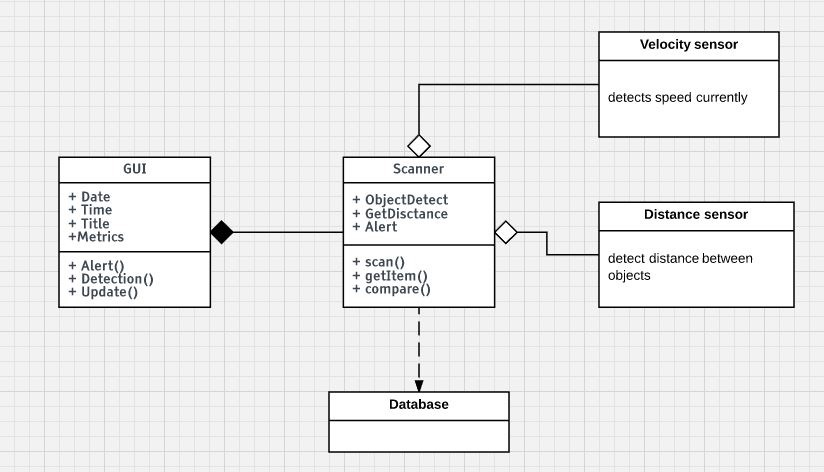 Velocity sensor
detects speed currently
GUI
+ Date
+ Time
+ Title
+Metrics
+ Alert()
+ Detection()
+ Update()
Scanner
+ ObjectDetect
+ GetDisctance
+ Alert
+ scan()
+ getItem()
+ compare()
Distance sensor
detect distance between
objects
Database